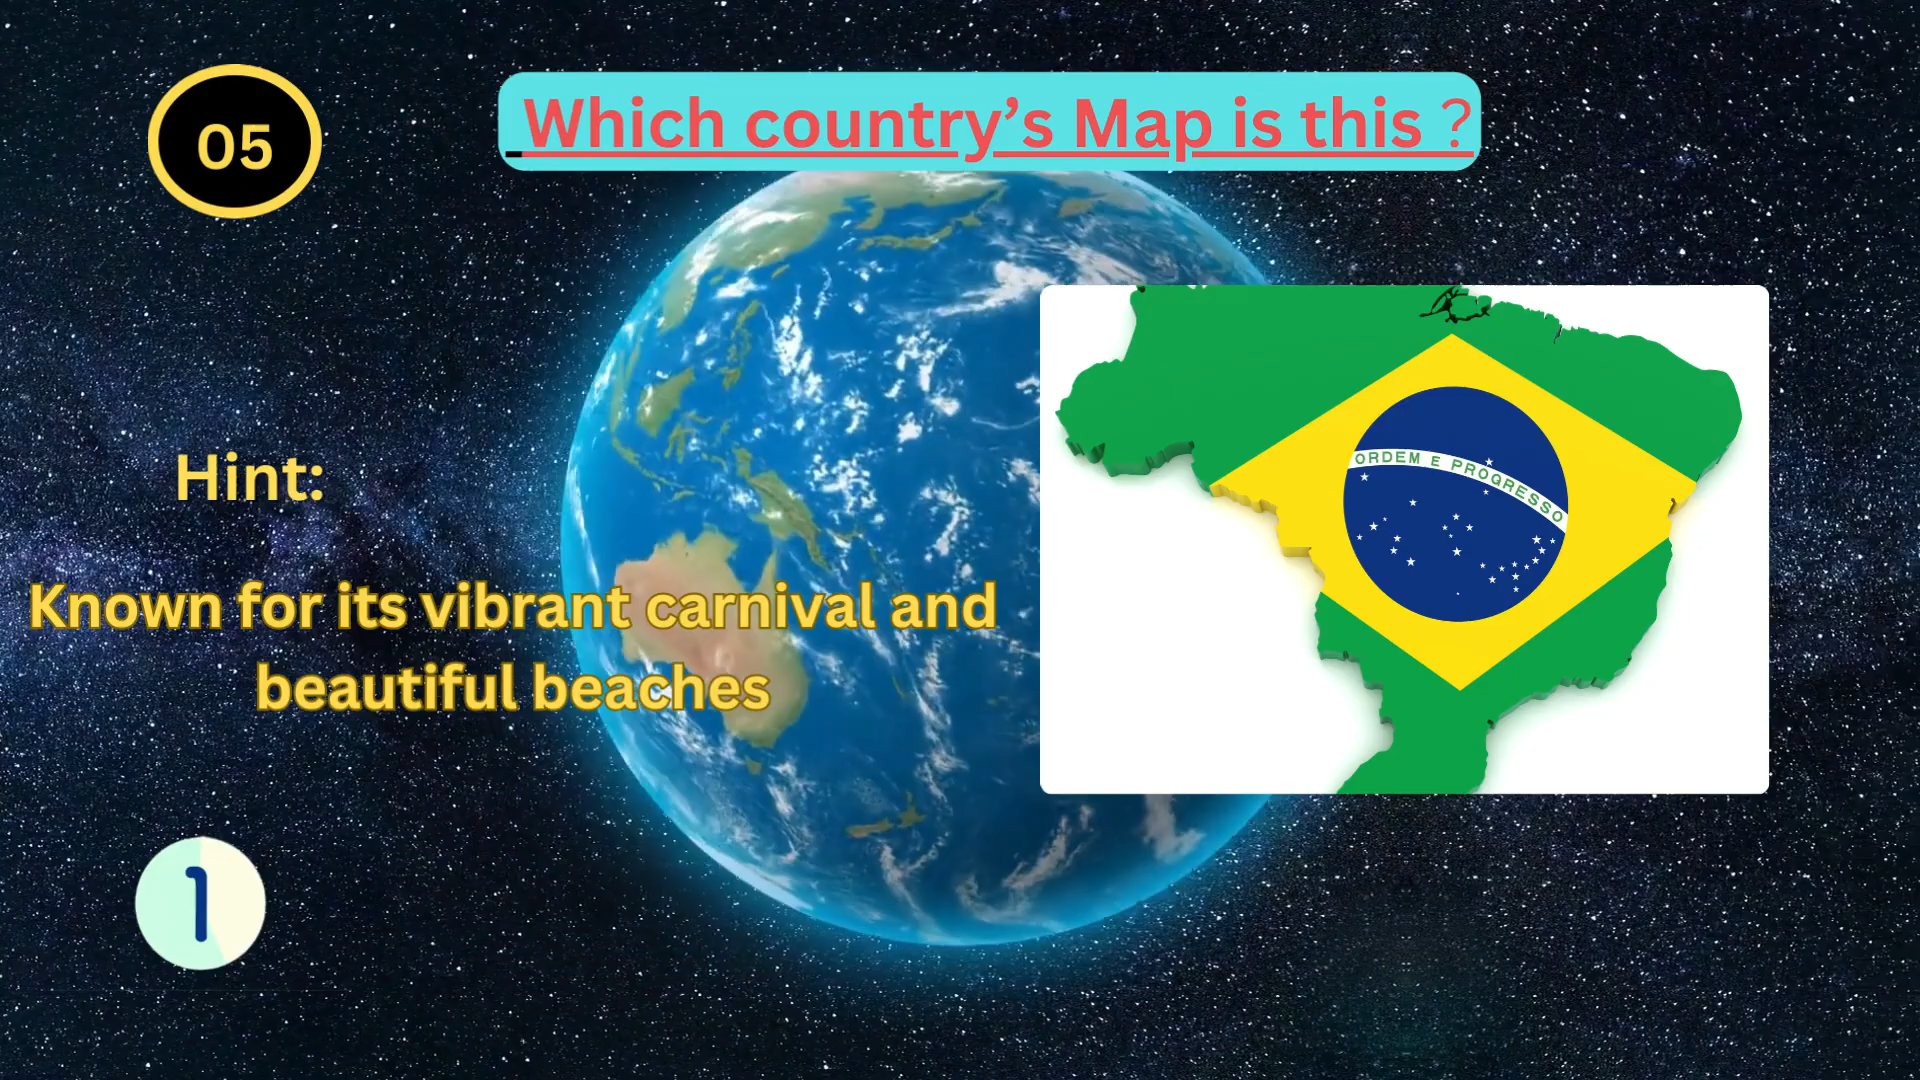 05
Which country’s Map is this ?
Hint:
Known for its vibrant carnival and
beautiful beaches
ORDEM E PROGRESSO
1